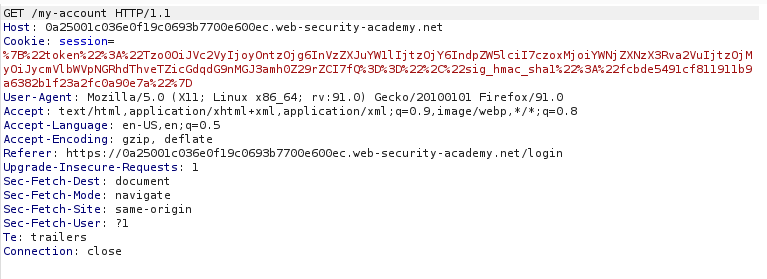 GET /my-account HTTP/1.1
Host: 0a25001c036e0f19c0693b7700e600ec.web-security-academy.net
Cookie: session=
%7B%22token%22%3A%22Tzo0OiJVc2VyIjoyOntzOjg6InVzZXJuYW1lIjtzOjY6IndpZW5lciI7czoxMjoiYWNjZXNzX3Rva2VuIjtzOjM
yOiJycmVlbWVpNGRhdThveTZicGdqdG9nMGJ3amh0Z29rZCI7fQ%3D%3D%22%2C%22sig_hmac_sha1%22%3A%22fcbde5491cf811911b9
a6382b1f23a2fc0a90e7a%22%7D
User-Agent: Mozilla/5.0 (X11; Linux x86_64; rv:91.0) Gecko/20100101 Firefox/91.0
Accept: text/html,application/xhtml+xml,application/xml;q=0.9,image/webp,*/*;q=0.8
Accept-Language: en-US,en;q=0.5
Accept-Encoding: gzip, deflate
Referer: https://0a25001c036e0f19c0693b7700e600ec.web-security-academy.net/login
Upgrade-Insecure-Requests: 1
Sec-Fetch-Dest: document
Sec-Fetch-Mode: navigate
Sec-Fetch-Site: same-origin
Sec-Fetch-User: ?1
Te: trailers
Connection: close